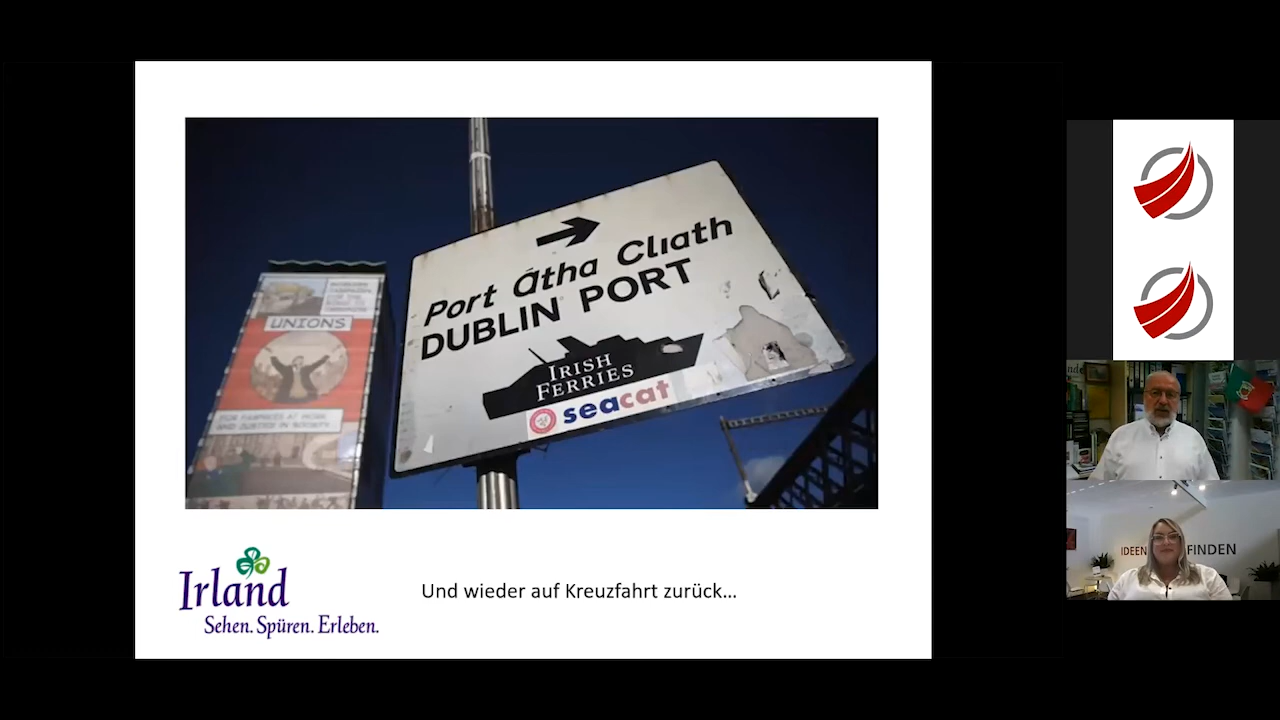 Port Átha Cliath
DUBLIN PORT
IRISH
FERRIES
seacat
UNIONS
Irland
Sehen. Spüren. Erleben.
Und wieder auf Kreuzfahrt zurück...
IDEEN
FINDEN